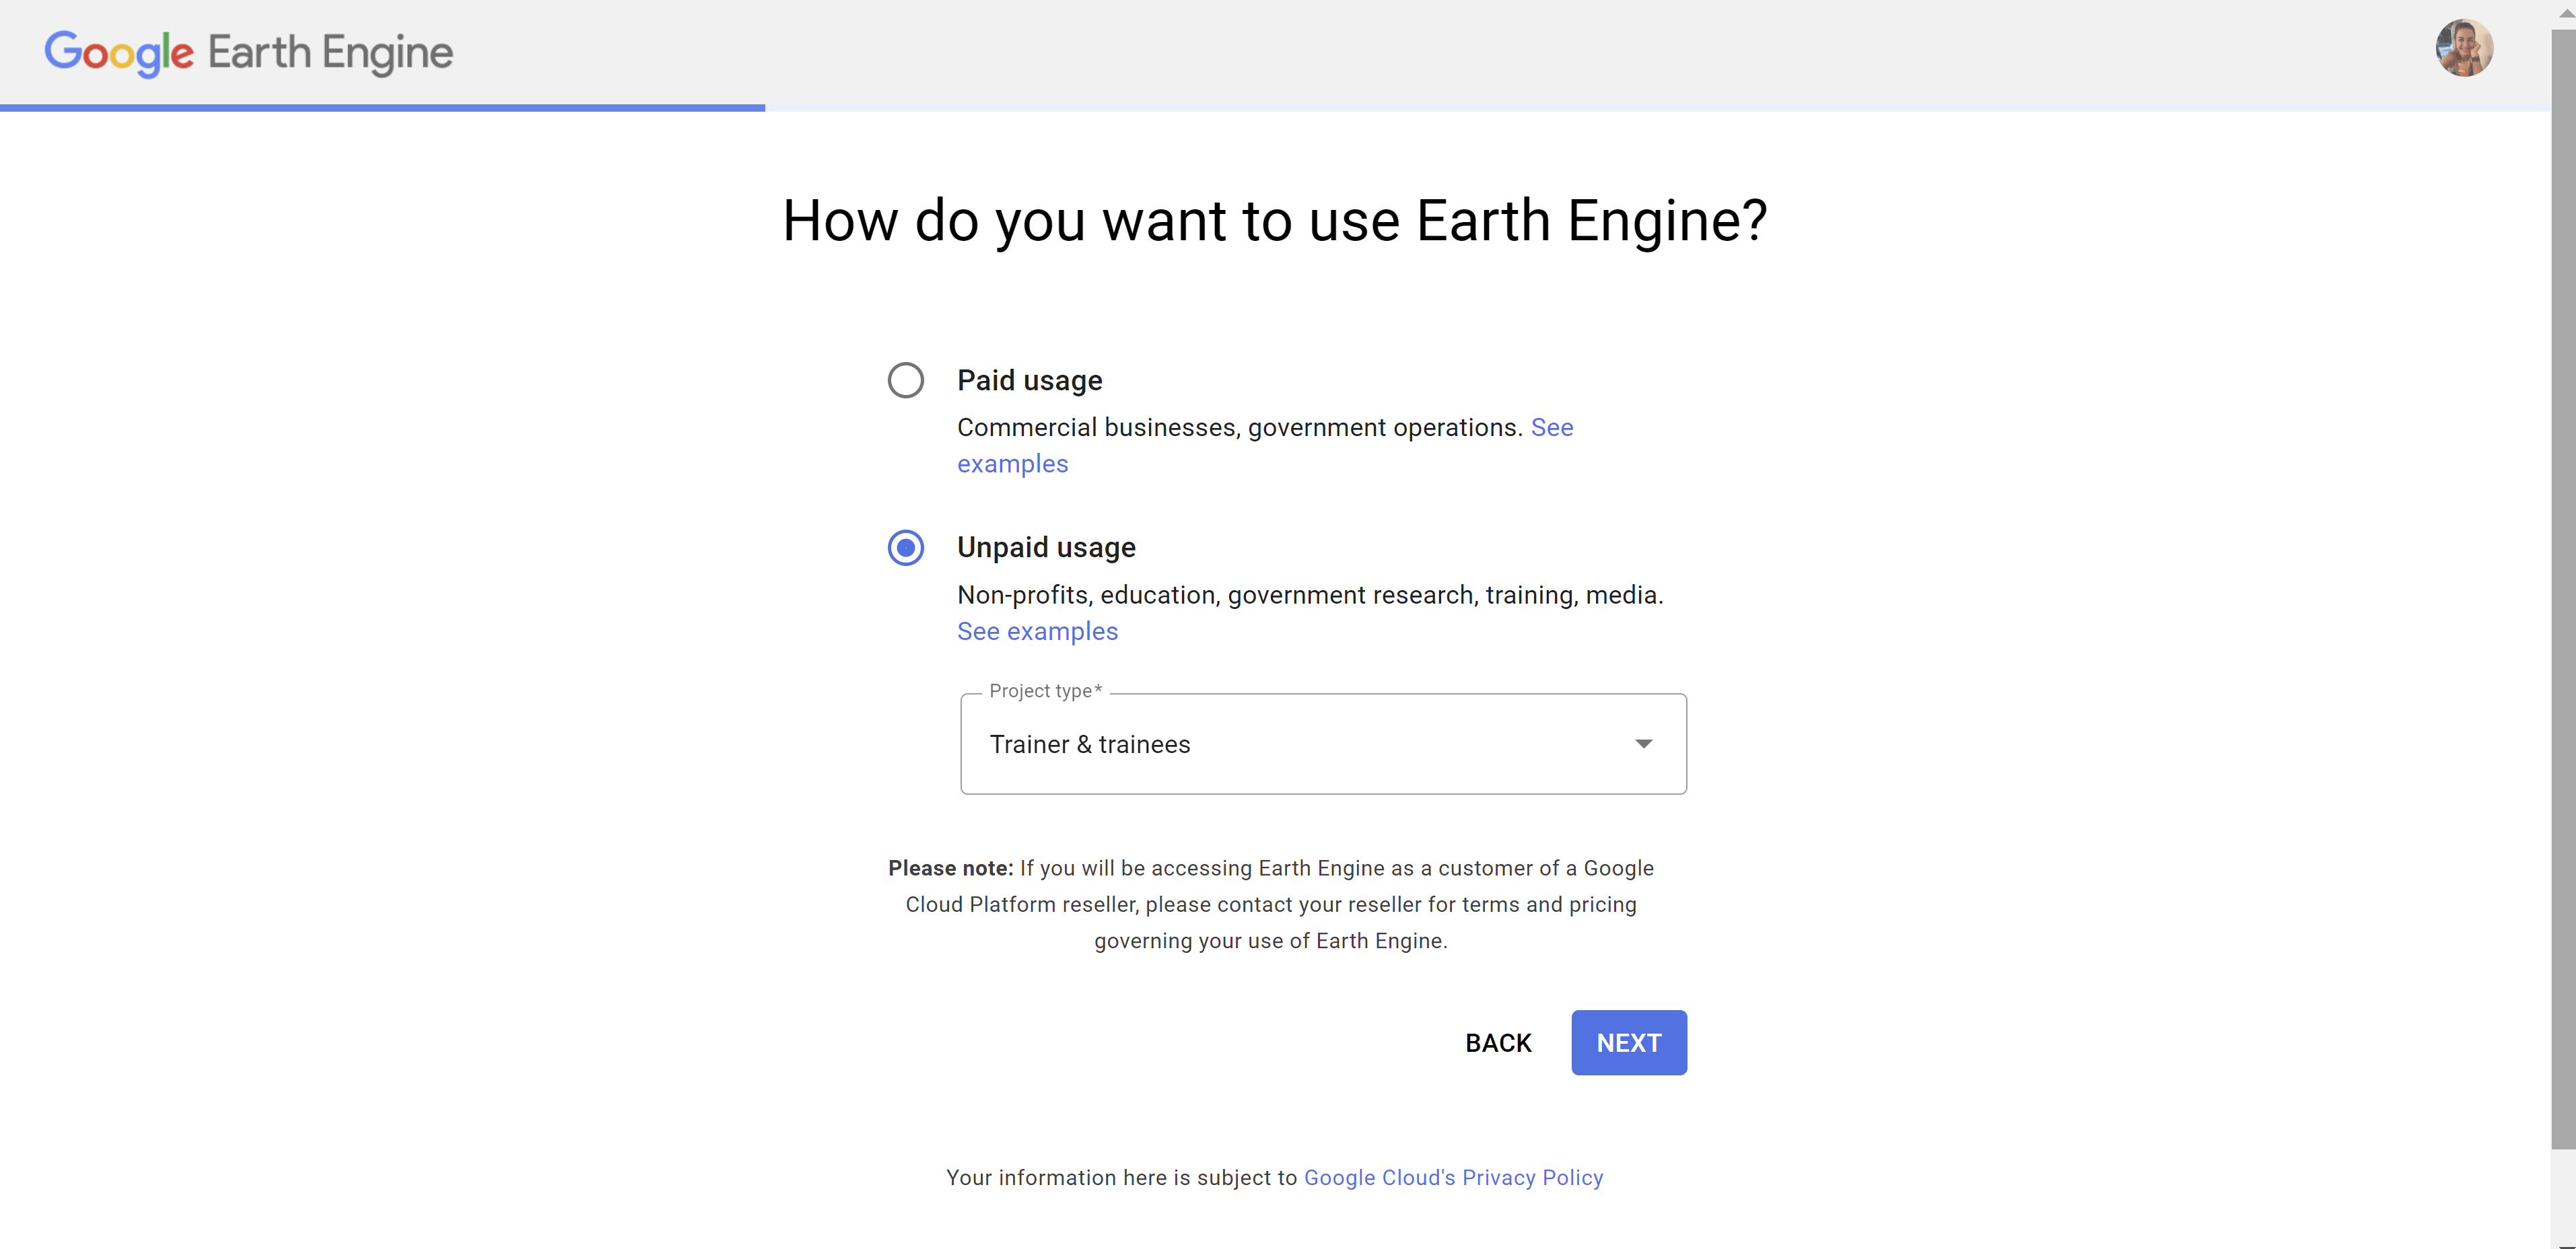 Google Earth Engine
How do you want to use Earth Engine?
Paid usage
Commercial businesses, government operations. See
examples
Unpaid usage
Non-profits, education, government research, training, media.
See examples
Project type*
Trainer & trainees
Please note: If you will be accessing Earth Engine as a customer of a Google
Cloud Platform reseller, please contact your reseller for terms and pricing
governing your use of Earth Engine.
BACK NEXT
Your information here is subject to Google Cloud's Privacy Policy